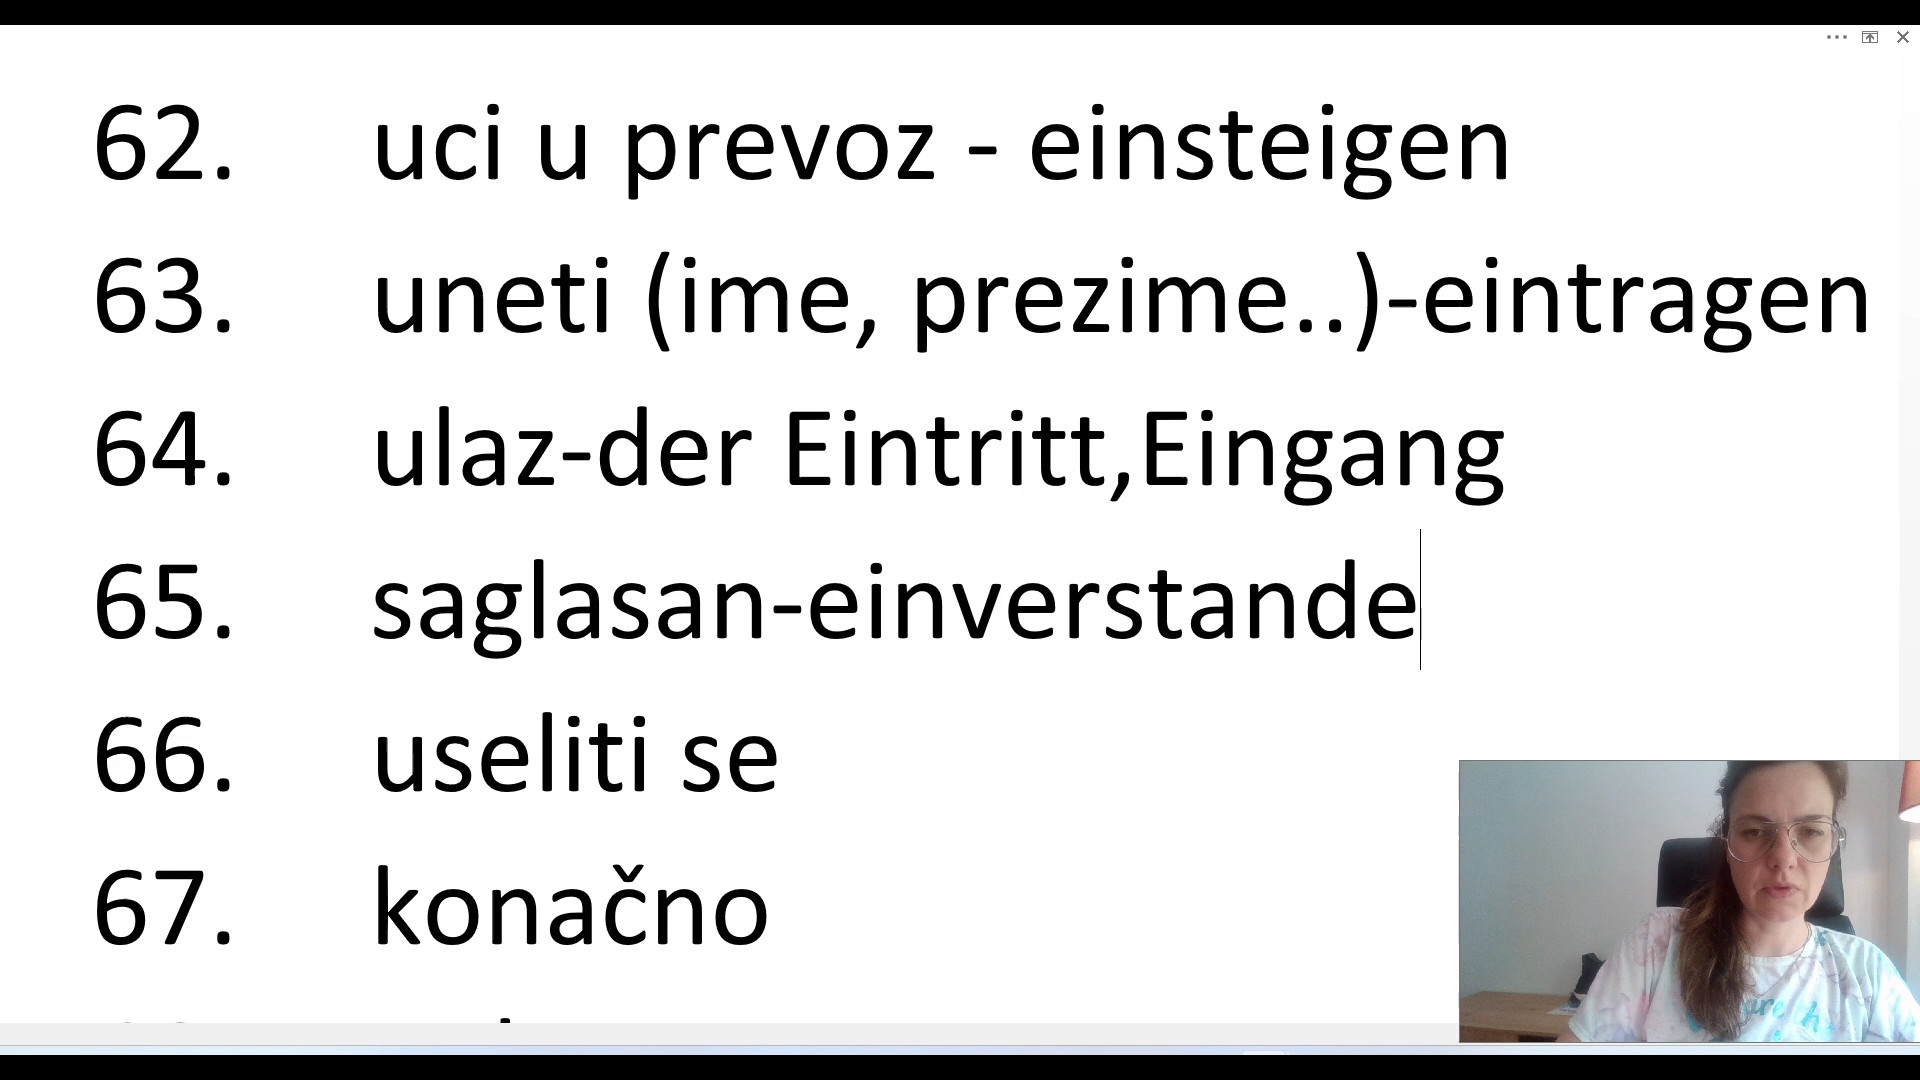 62. uci u prevoz - einsteigen
63. uneti (ime, prezime..)-eintragen
64. ulaz-der Eintritt,Eingang
65. saglasan-einverstande
66. useliti se
67. konačno